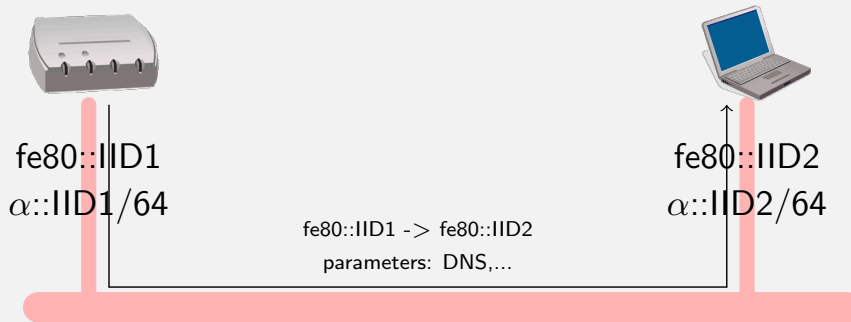 fe80::IID1
α::IID1/64
fe80::IID2
α::IID2/64
fe80::IID1 -> fe80::IID2
parameters: DNS,...